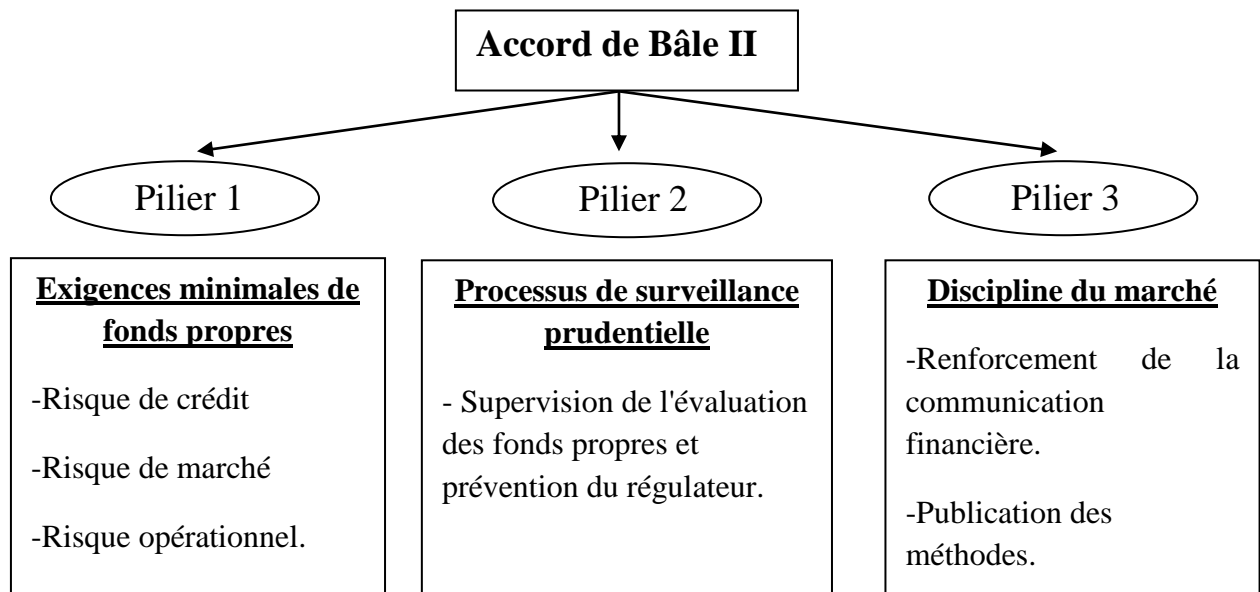 Accord de Bâle II
Pilier 1
Pilier 2
Pilier 3
Exigences minimales de
fonds propres
-Risque de crédit
-Risque de marché
-Risque opérationnel.
Processus de surveillance
prudentielle
- Supervision de l'évaluation
des fonds propres et
prévention du régulateur.
Discipline du marché
-Renforcement de la
communication
financière.
-Publication des
méthodes.